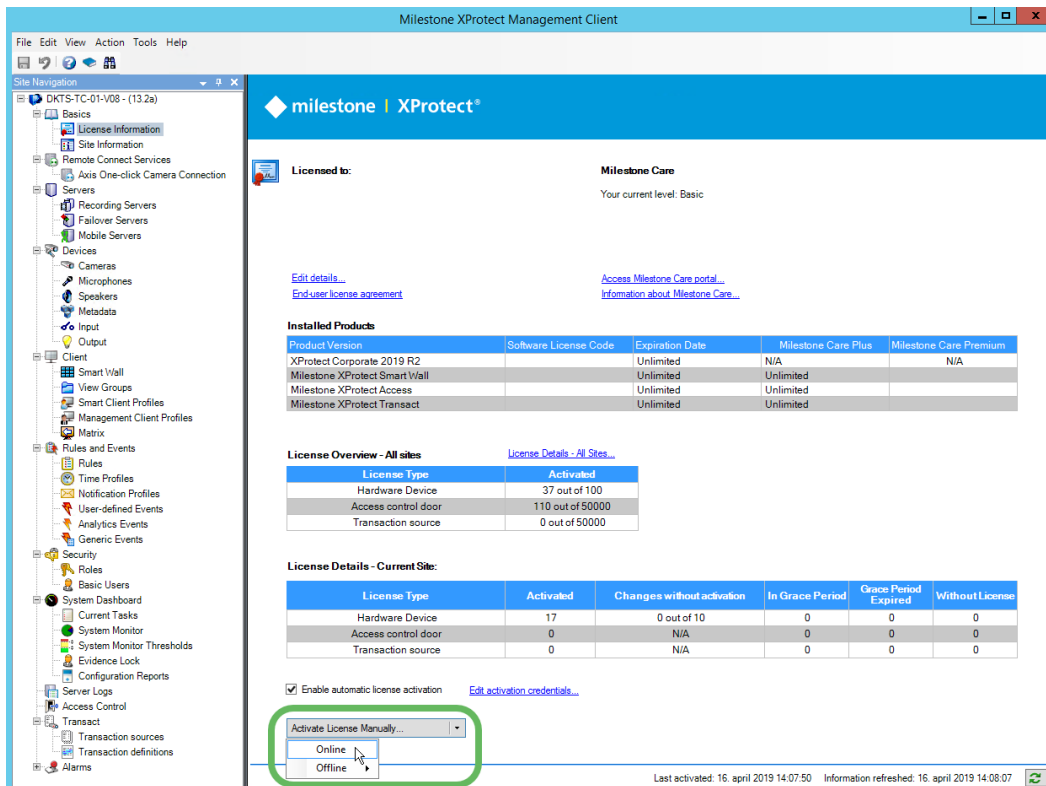 Milestone XProtect Management Client
File Edit View Action Tools Help
Site Navigation
DKTS-TC-01-V08 - (13.2a)
Basics
License Information
Site Information
Remote Connect Services
Axis One-click Camera Connection
Servers
Recording Servers
Failover Servers
Mobile Servers
Devices
Cameras
Microphones
Speakers
Metadata
Input
Output
Client
Smart Wall
View Groups
Smart Client Profiles
Management Client Profiles
Matrix
Rules and Events
Rules
Time Profiles
Notification Profiles
User-defined Events
Analytics Events
Generic Events
Security
Roles
Basic Users
System Dashboard
Current Tasks
System Monitor
System Monitor Thresholds
Evidence Lock
Configuration Reports
Server Logs
Access Control
Transact
Transaction sources
Transaction definitions
Alarms
milestone | XProtect®
Licensed to: Milestone Care
Your current level: Basic
Edit details... Access Milestone Care portal...
End-user license agreement Information about Milestone Care...
Installed Products
Product Version Software License Code Expiration Date Milestone Care Plus Milestone Care Premium
XProtect Corporate 2019 R2 Unlimited N/A N/A
Milestone XProtect Smart Wall Unlimited Unlimited
Milestone XProtect Access Unlimited Unlimited
Milestone XProtect Transact Unlimited Unlimited
License Overview - All sites License Details - All Sites...
License Type Activated
Hardware Device 37 out of 100
Access control door 110 out of 50000
Transaction source 0 out of 50000
License Details - Current Site:
License Type Activated Changes without activation In Grace Period Grace Period Expired Without License
Hardware Device 17 0 out of 10 0 0 0
Access control door 0 N/A 0 0 0
Transaction source 0 N/A 0 0 0
Enable automatic license activation Edit activation credentials...
Activate License Manually...
Online
Offline
Last activated: 16. april 2019 14:07:50 Information refreshed: 16. april 2019 14:08:07